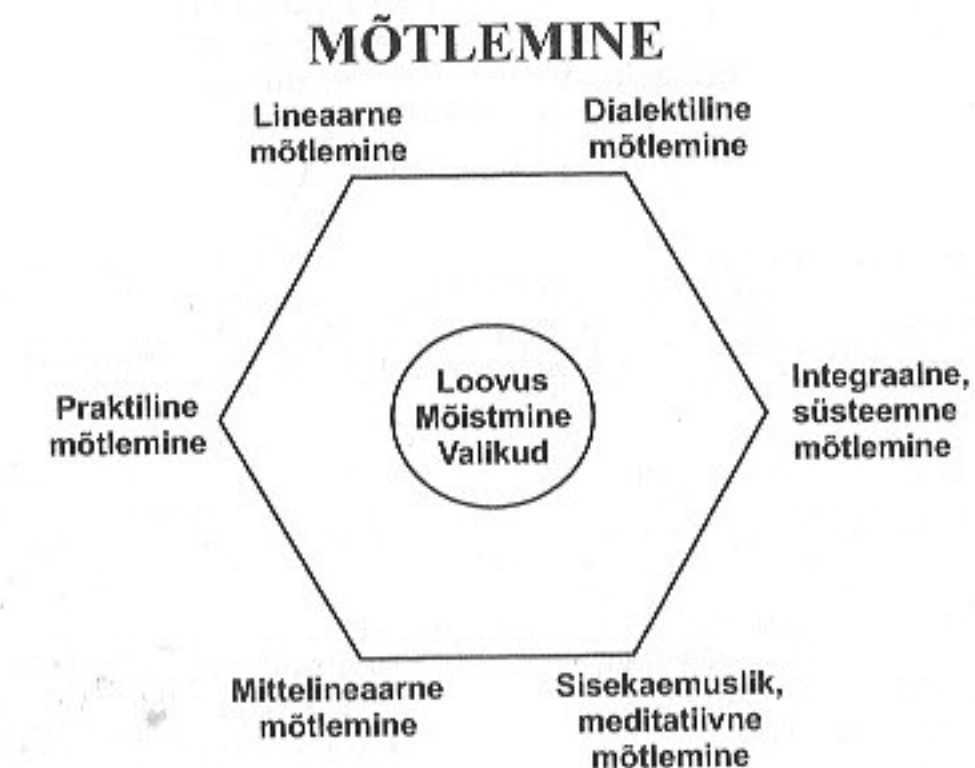 MÕTLEMINE
Lineaarne
mõtlemine
Dialektiline
mõtlemine
Praktiline
mõtlemine
Loovus
Mõistmine
Valikud
Integraalne,
süsteemne
mõtlemine
Mittelineaarne
mõtlemine
Sisekaemuslik,
meditatiivne
mõtlemine